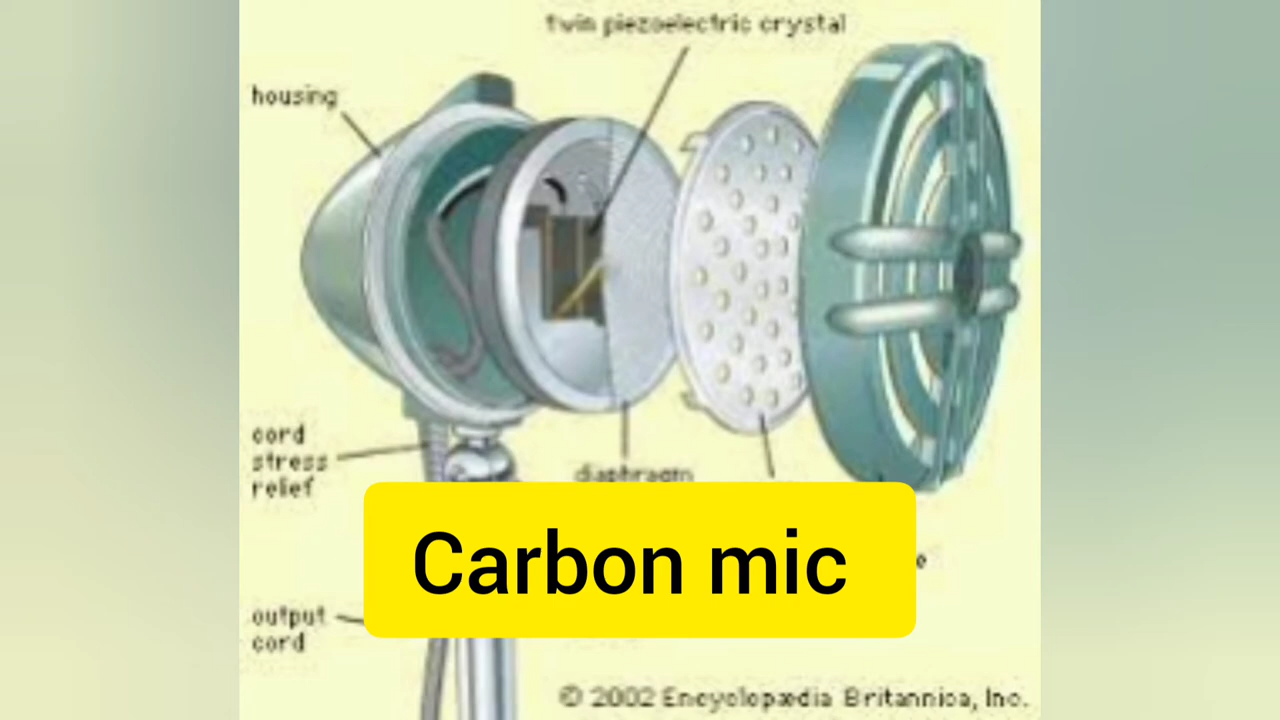 twin piezoelectric crystal
housing
cord
stress
relief
diaphragm
Carbon mic
output
cord
© 2002 Encyclopædia Britannica, Inc.